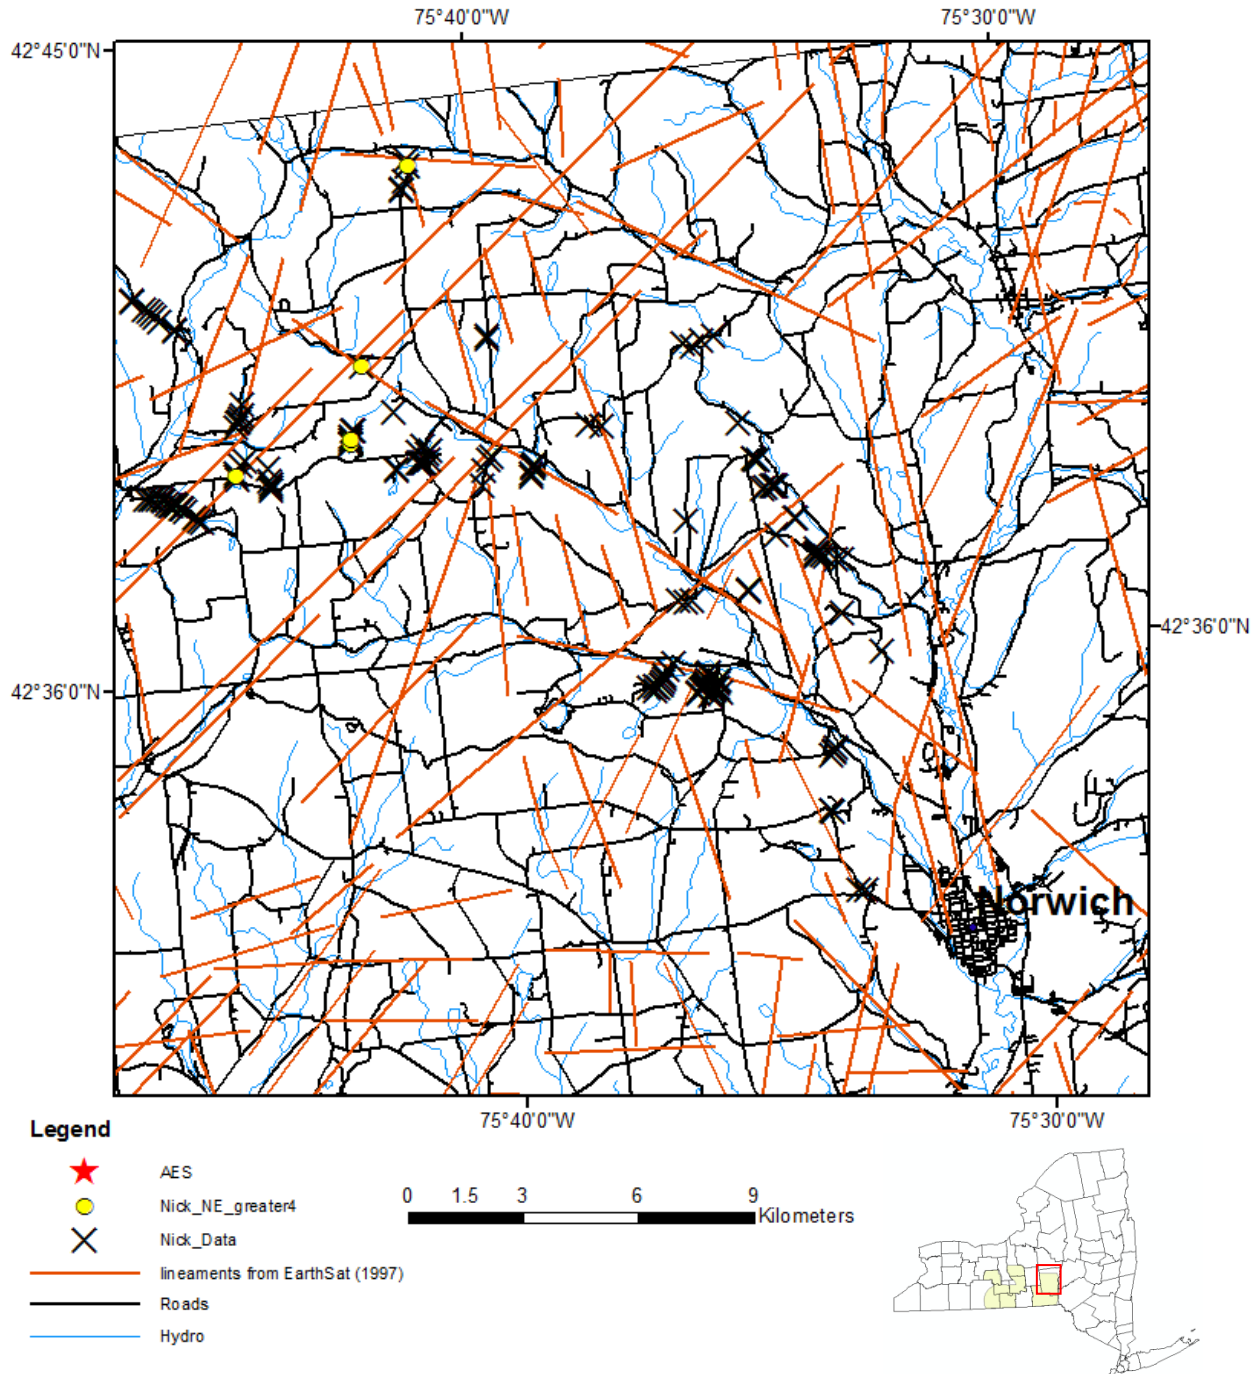 75°40'0"W 75°30'0"W
42°45'0"N
42°36'0"N
42°36'0"N
Norwich
75°40'0"W 75°30'0"W
Legend
AES
Nick_NE_greater4
Nick_Data
lineaments from EarthSat (1997)
Roads
Hydro
0 1.5 3 6 9
Kilometers